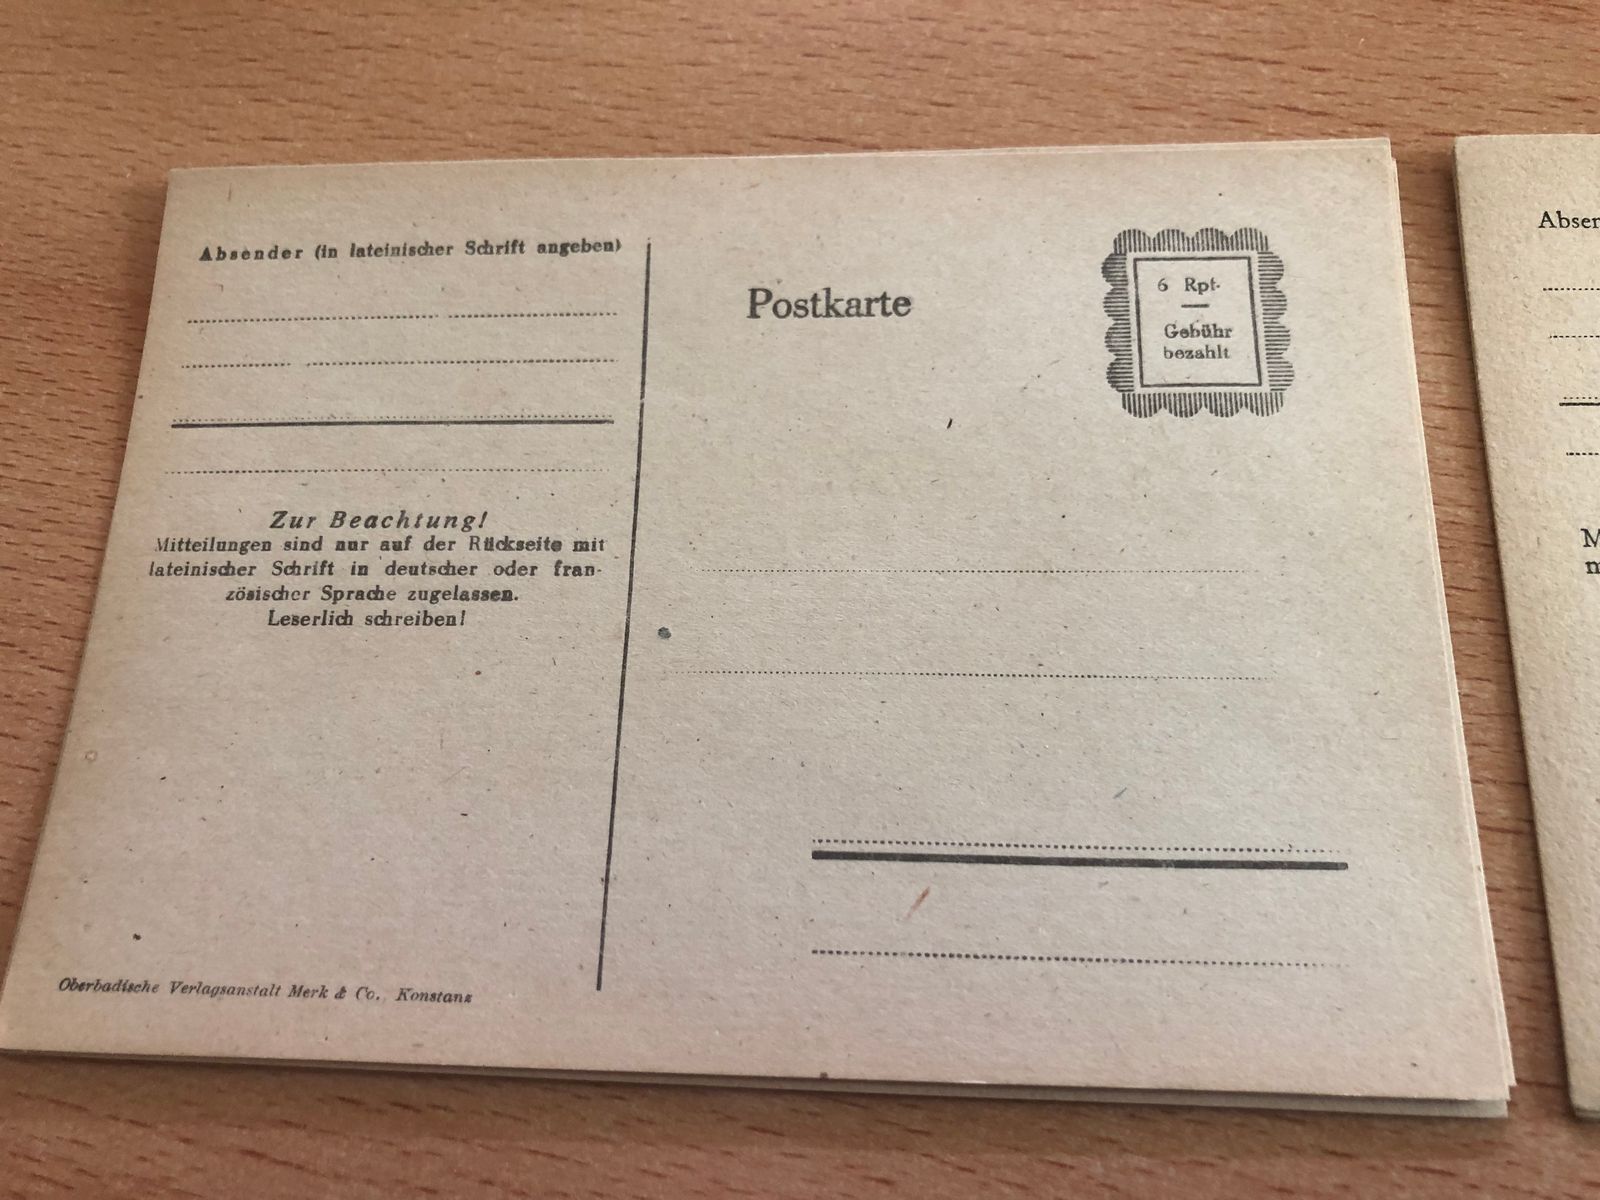 Absender (in lateinischer Schrift angeben)
Postkarte
6 Rpf.
Gebühr
bezahlt
Zur Beachtung!
Mitteilungen sind nur auf der Rückseite mit
lateinischer Schrift in deutscher oder fran-
zösischer Sprache zugelassen.
Leserlich schreiben!
Oberbadische Verlagsanstalt Merk & Co., Konstanz
Absen
M
m